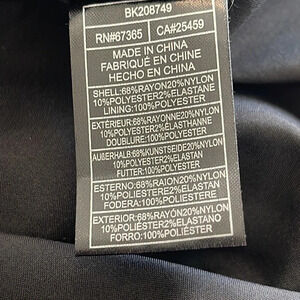 BK208749
RN#67365 CA#25459
MADE IN CHINA
FABRIQUÉ EN CHINE
HECHO EN CHINA
SHELL:68%RAYON20%NYLON
10%POLYESTER2%ELASTANE
LINING:100%POLYESTER
EXTÉRIEUR:68%RAYONNE20%NYLON
10%POLYESTER2%ÉLASTHANNE
DOUBLURE:100%POLYESTER
AUßERHALB:68%KUNSTSEIDE20%NYLON
10%POLYESTER2%ELASTAN
FUTTER:100%POLYESTER
ESTERNO:68%RAION20%NYLON
10%POLIESTERE2%ELASTAN
FODERA:100%POLIESTERE
EXTERIOR:68%RAYÓN20%NYLON
10%POLIÉSTER2%ELASTANO
FORRO:100%POLIÉSTER